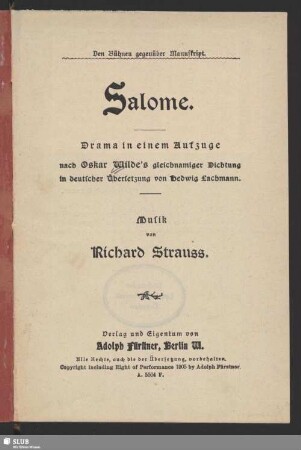 Den Bühnen gegenüber Manuskript.
Salome.
Drama in einem Aufzuge
nach Oskar Wilde's gleichnamiger Dichtung
in deutscher Übersetzung von Hedwig Lachmann.
Musik
von
Richard Strauss.
Verlag und Eigentum von
Adolph Fürstner, Berlin W.
Alle Rechte, auch die der Übersetzung, vorbehalten.
Copyright including Right of Performance 1905 by Adolph Fürstner.
A. 5504 F.
SLUB